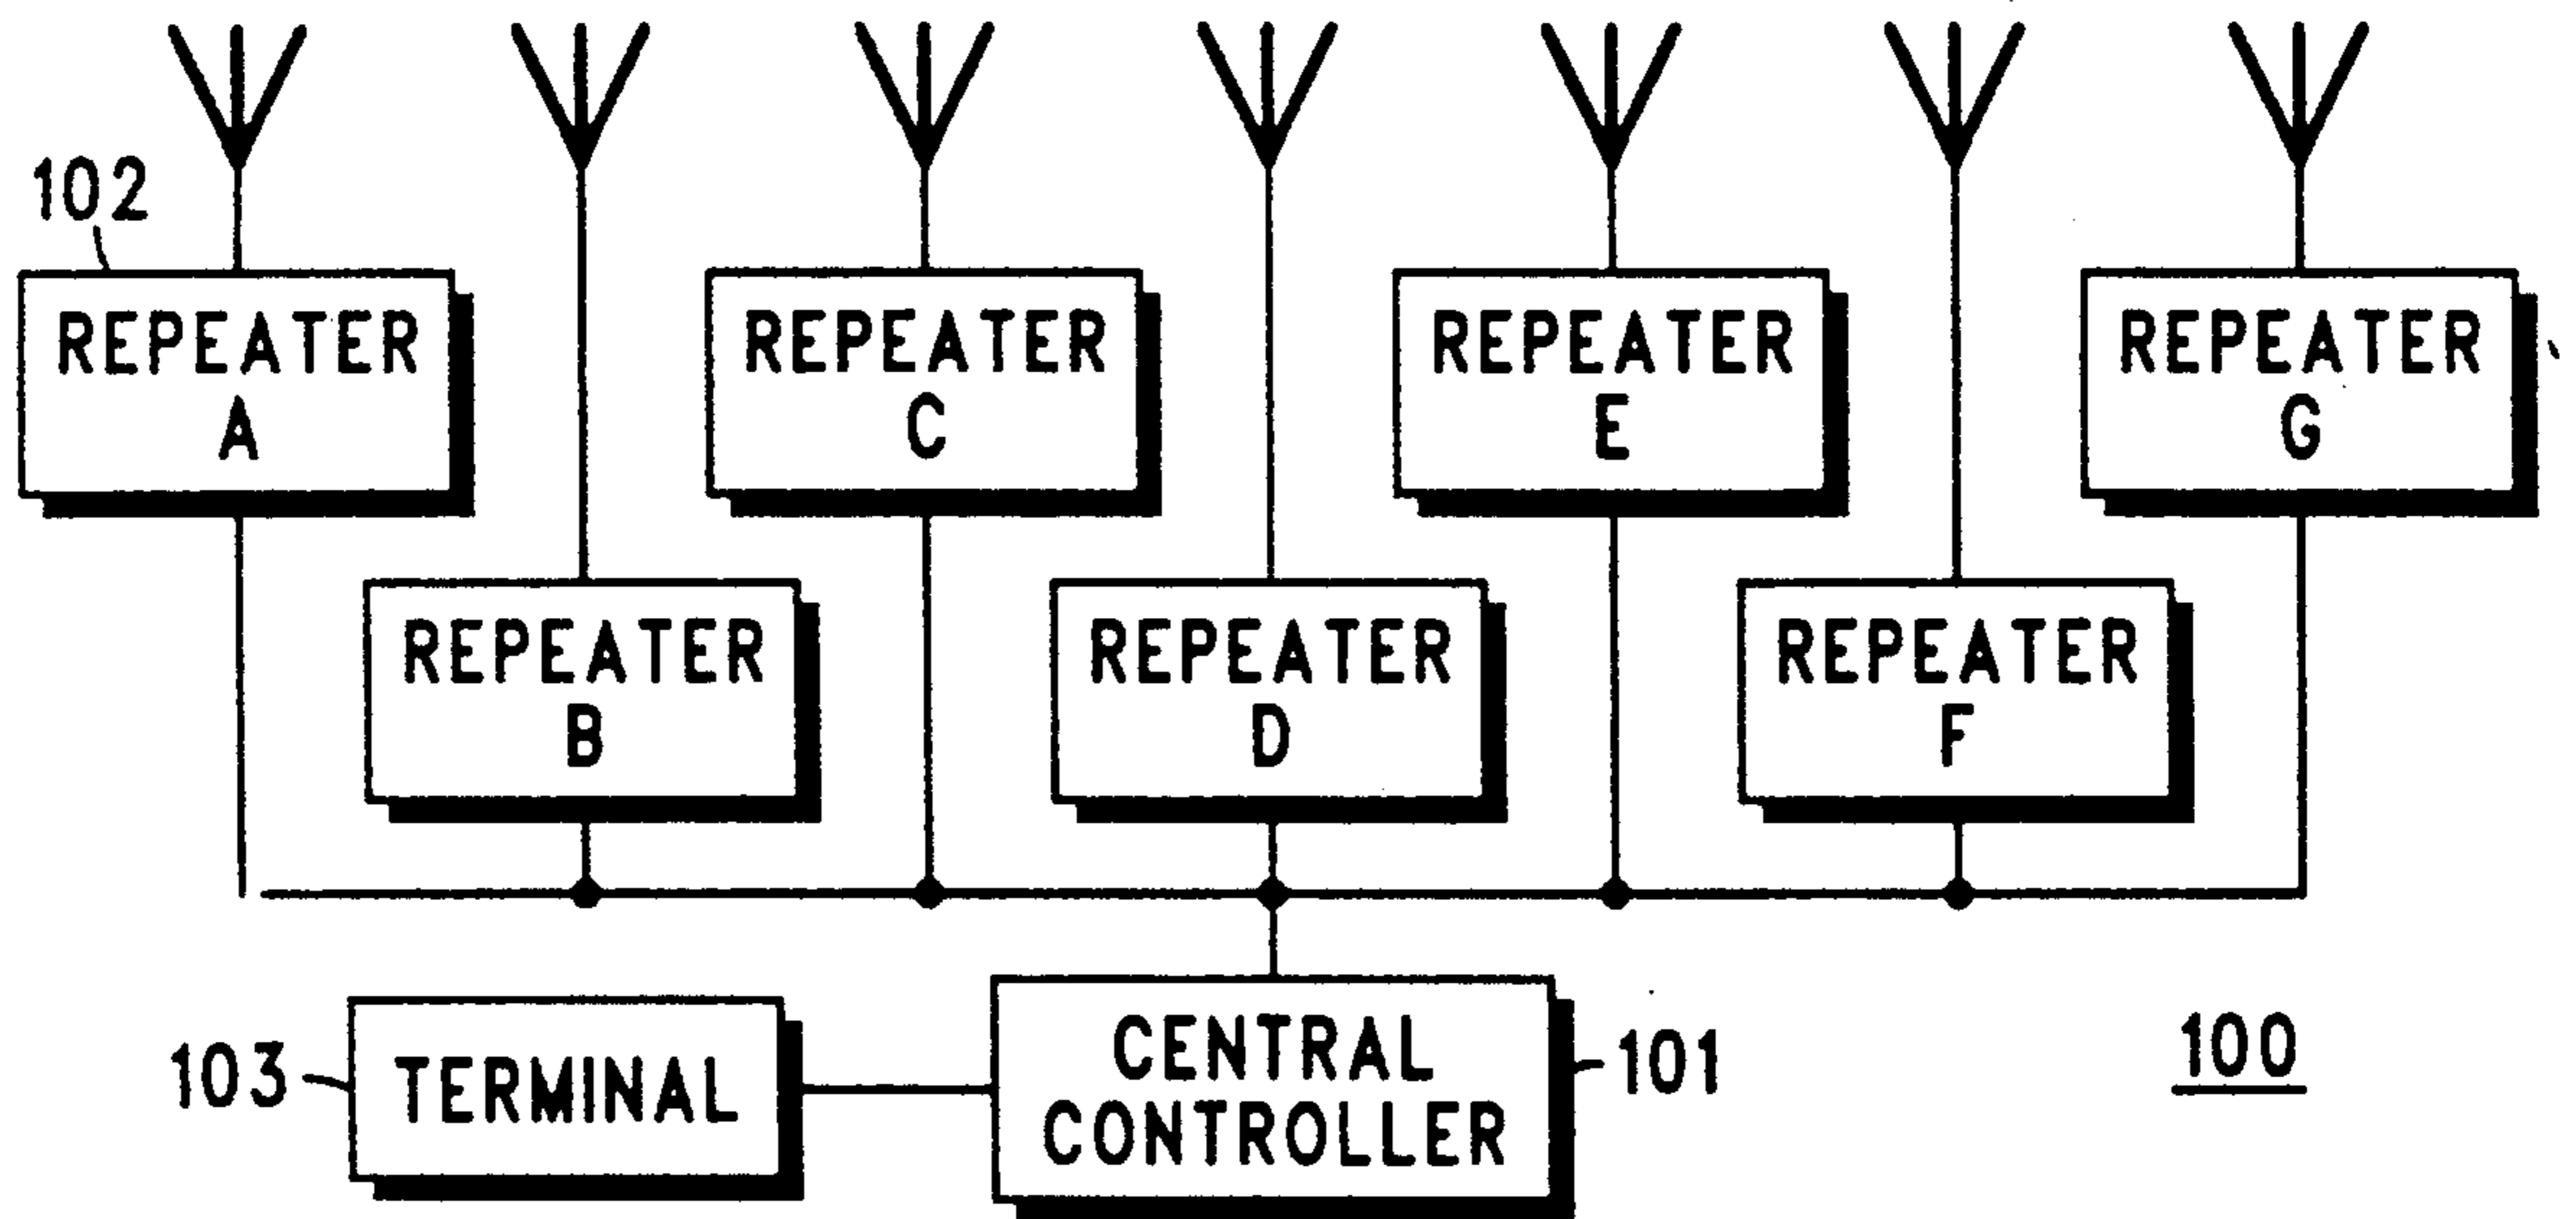 102
REPEATER
A
REPEATER
C
REPEATER
E
REPEATER
G
REPEATER
B
REPEATER
D
REPEATER
F
103
TERMINAL
CENTRAL
CONTROLLER
101
100